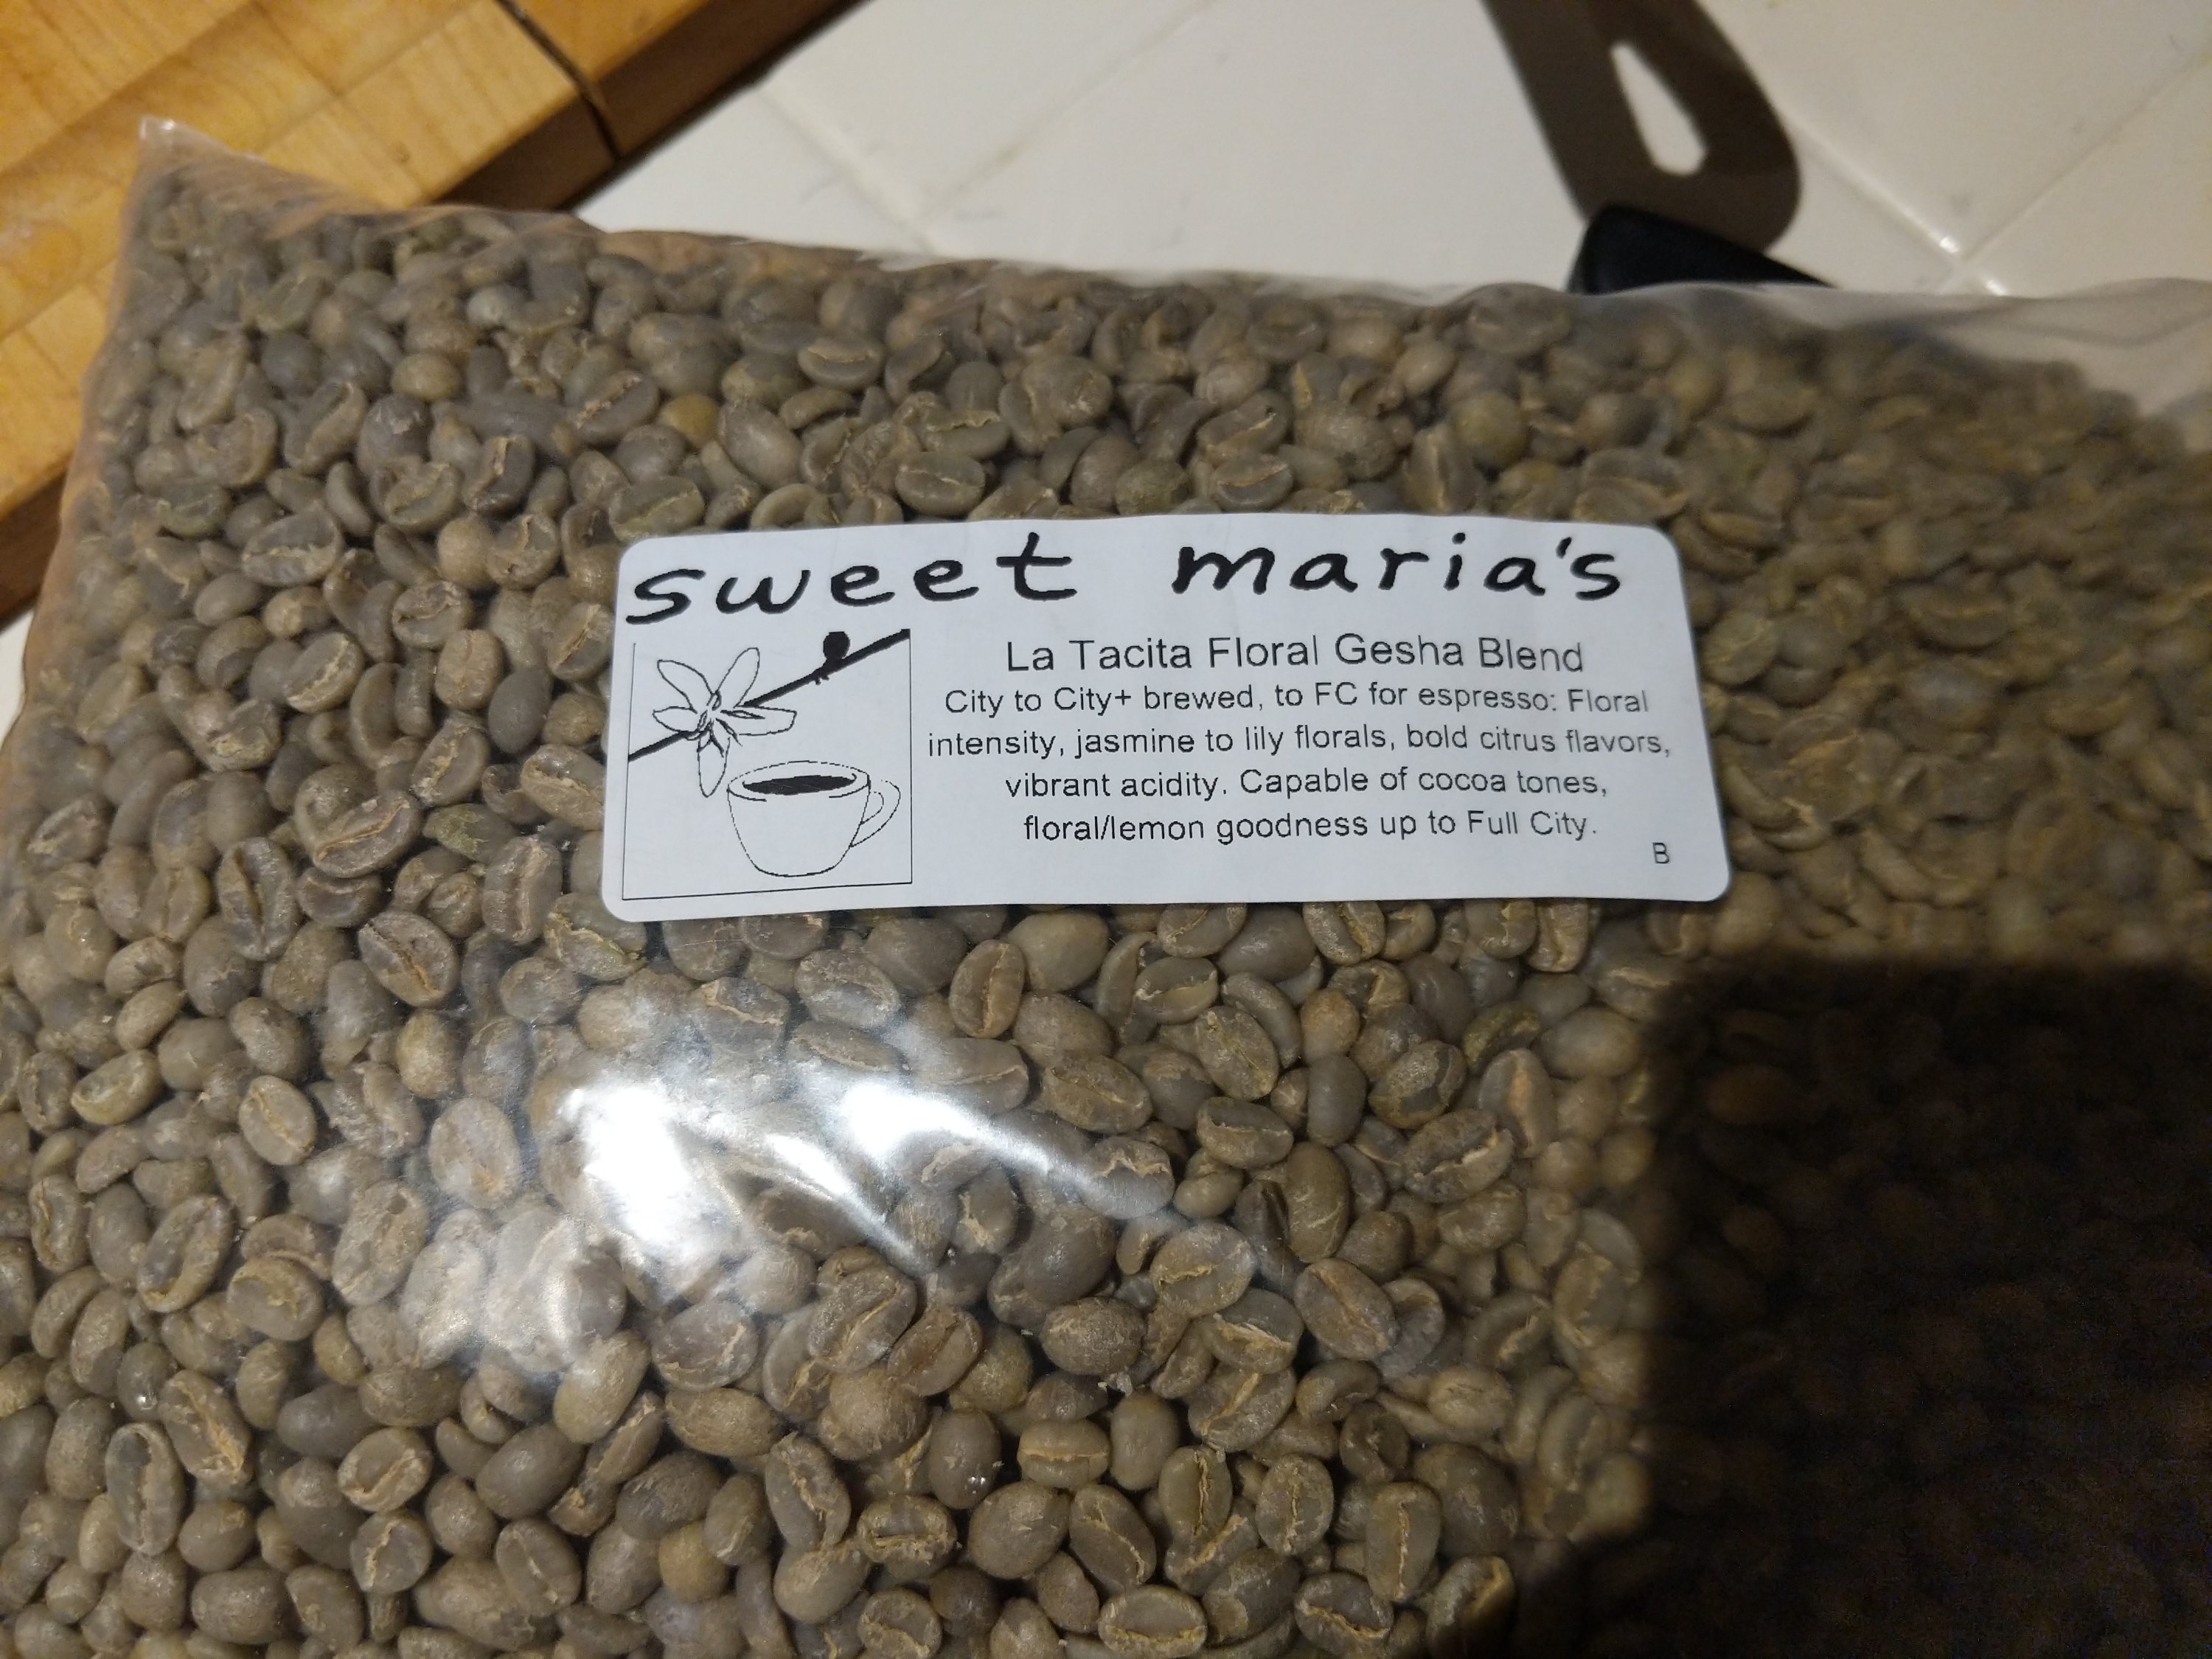 sweet maria's
La Tacita Floral Gesha Blend
City to City+ brewed, to FC for espresso: Floral
intensity, jasmine to lily florals, bold citrus flavors,
vibrant acidity. Capable of cocoa tones,
floral/lemon goodness up to Full City.
B